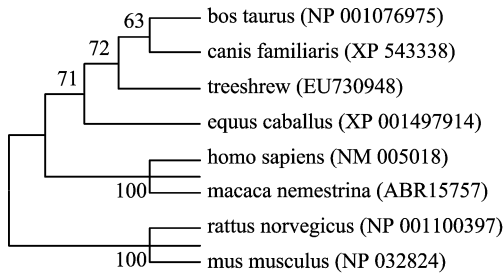 63 bos taurus (NP 001076975)
72 canis familiaris (XP 543338)
71 treeshrew (EU730948)
equus caballus (XP 001497914)
homo sapiens (NM 005018)
100 macaca nemestrina (ABR15757)
rattus norvegicus (NP 001100397)
100 mus musculus (NP 032824)